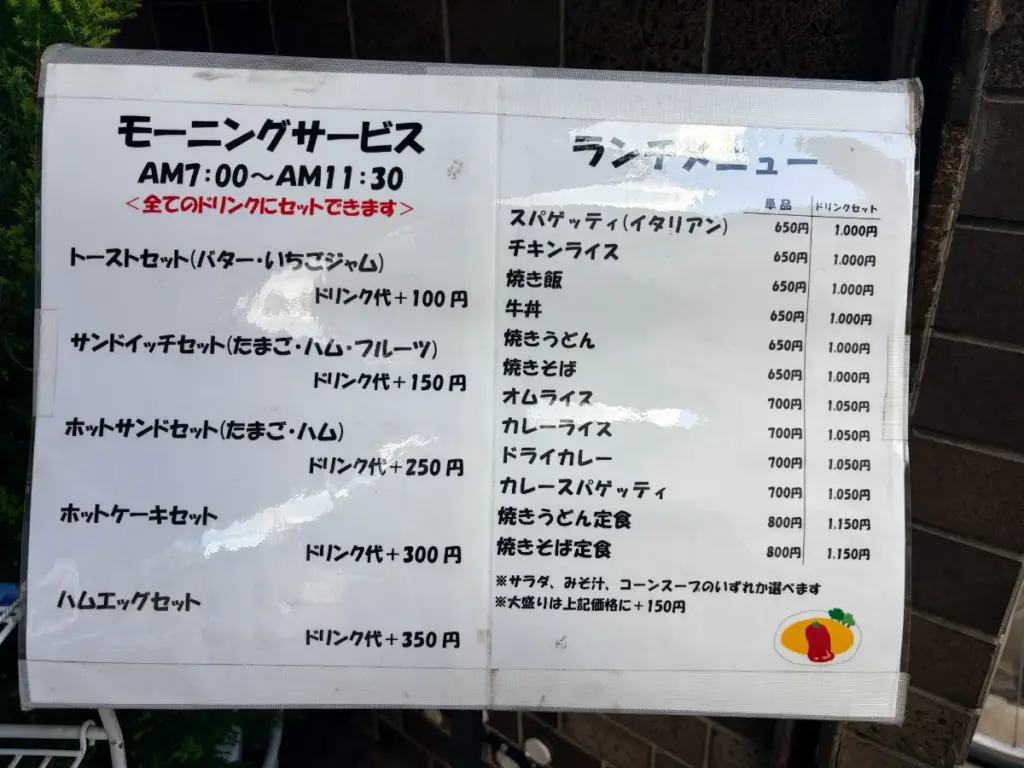 モーニングサービス
AM7:00～AM11:30
＜全てのドリンクにセットできます＞
トーストセット(バター・いちごジャム)
ドリンク代＋100円
サンドイッチセット(たまご・ハム・フルーツ)
ドリンク代＋150円
ホットサンドセット(たまご・ハム)
ドリンク代＋250円
ホットケーキセット
ドリンク代＋300円
ハムエッグセット
ドリンク代＋350円
ランチメニュー
単品 ドリンクセット
スパゲッティ(イタリアン) 650円 1.000円
チキンライス 650円 1.000円
焼き飯 650円 1.000円
牛丼 650円 1.000円
焼きうどん 650円 1.000円
焼きそば 650円 1.000円
オムライス 700円 1.050円
カレーライス 700円 1.050円
ドライカレー 700円 1.050円
カレースパゲッティ 700円 1.050円
焼きうどん定食 800円 1.150円
焼きそば定食 800円 1.150円
※サラダ、みそ汁、コーンスープのいずれか選べます
※大盛りは上記価格に＋150円